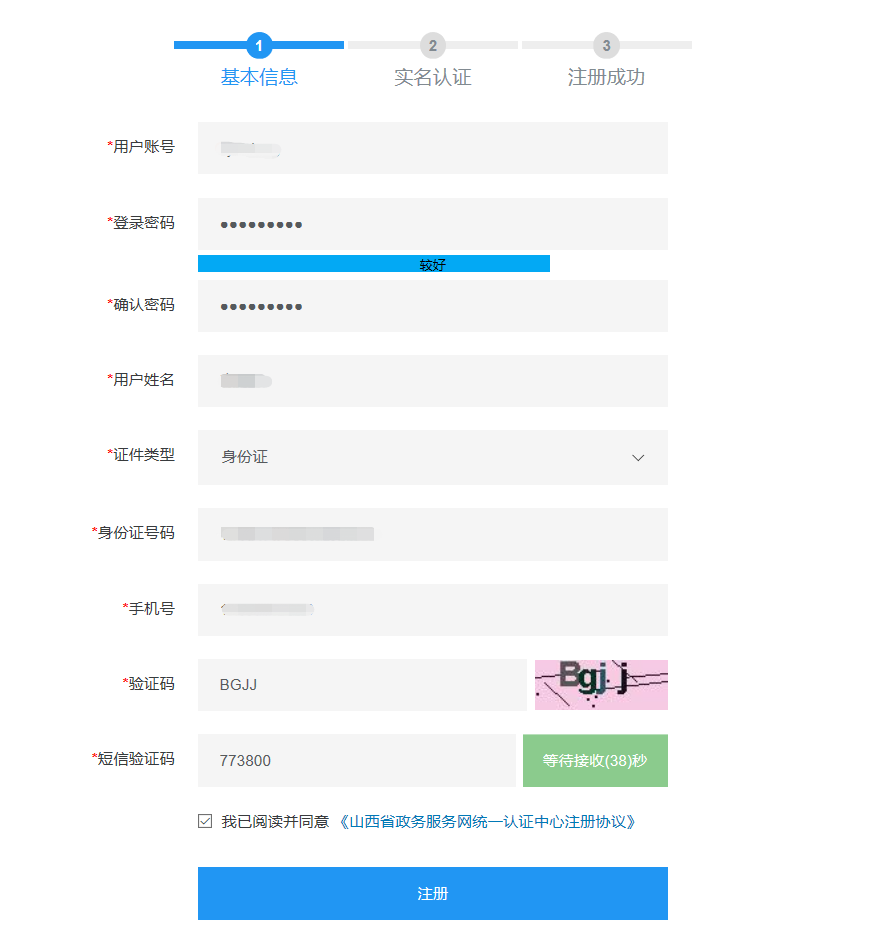 1 2 3
基本信息 实名认证 注册成功
*用户账号
*登录密码 •••••••••
较好
*确认密码 •••••••••
*用户姓名
*证件类型 身份证
*身份证号码
*手机号
*验证码 BGJJ Bgjj
*短信验证码 773800 等待接收(38)秒
我已阅读并同意 《山西省政务服务网统一认证中心注册协议》
注册